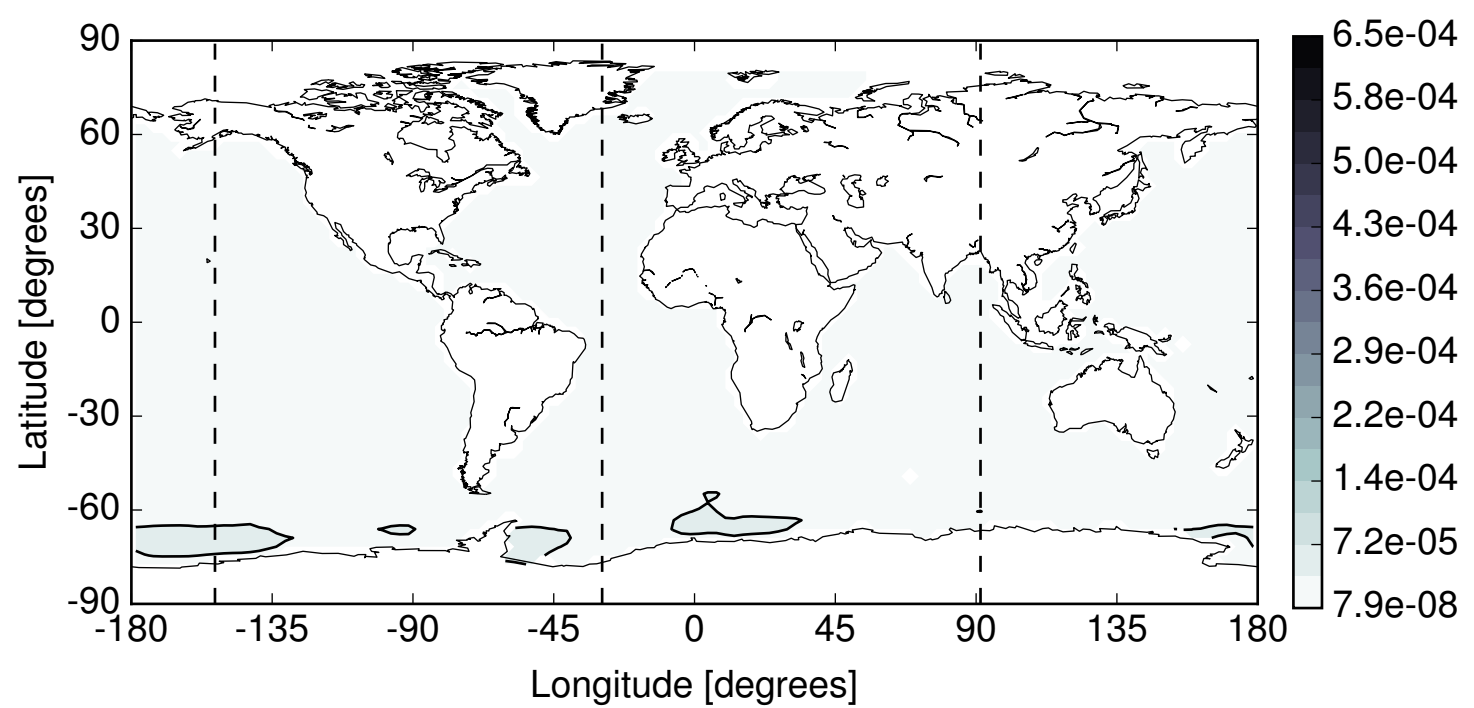 90
60
30
0
-30
-60
-90
Latitude [degrees]
-180 -135 -90 -45 0 45 90 135 180
Longitude [degrees]
6.5e-04
5.8e-04
5.0e-04
4.3e-04
3.6e-04
2.9e-04
2.2e-04
1.4e-04
7.2e-05
7.9e-08